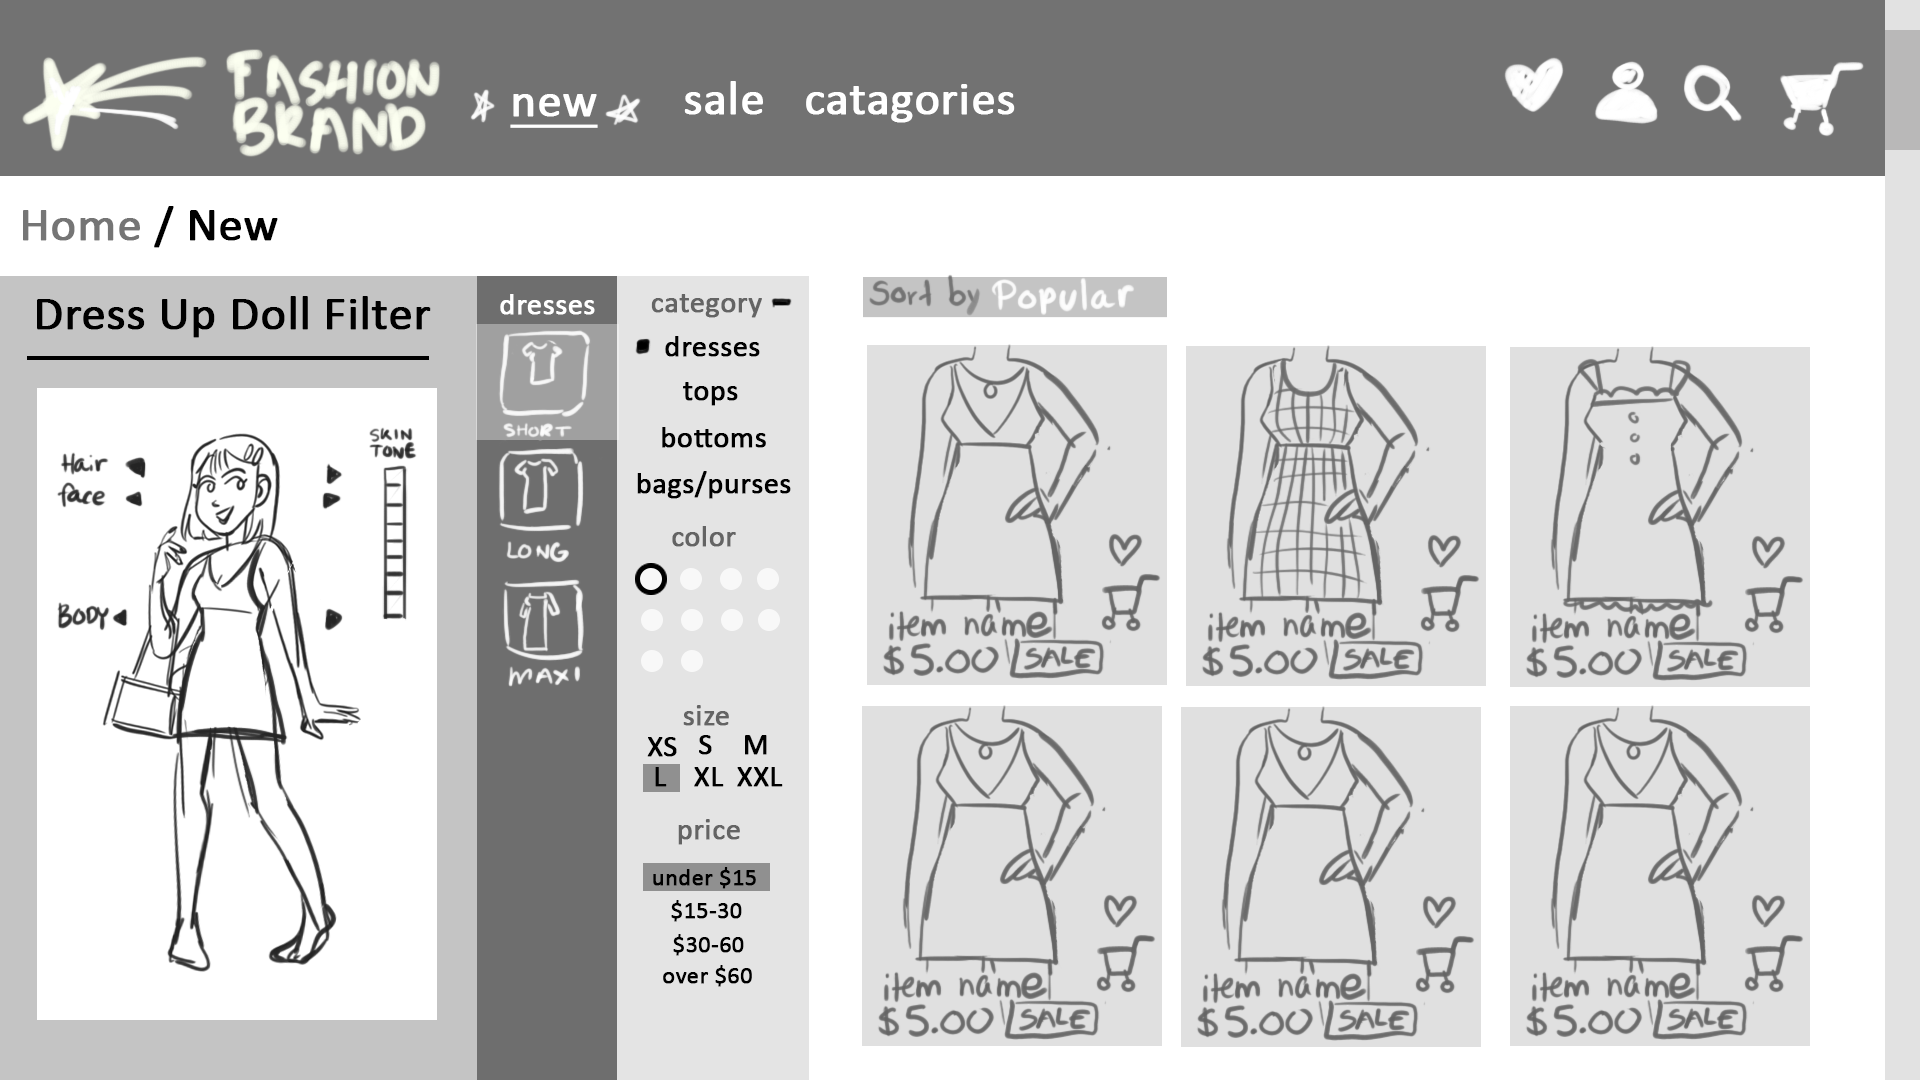 FASHION
BRAND
new sale catagories
Home / New
Dress Up Doll Filter
Hair
face
BODY
SKIN
TONE
dresses
SHORT
LONG
MAXI
category
dresses
tops
bottoms
bags/purses
color
size
XS S M
L XL XXL
price
under $15
$15-30
$30-60
over $60
Sort by Popular
item name
$5.00 SALE
item name
$5.00 SALE
item name
$5.00 SALE
item name
$5.00 SALE
item name
$5.00 SALE
item name
$5.00 SALE